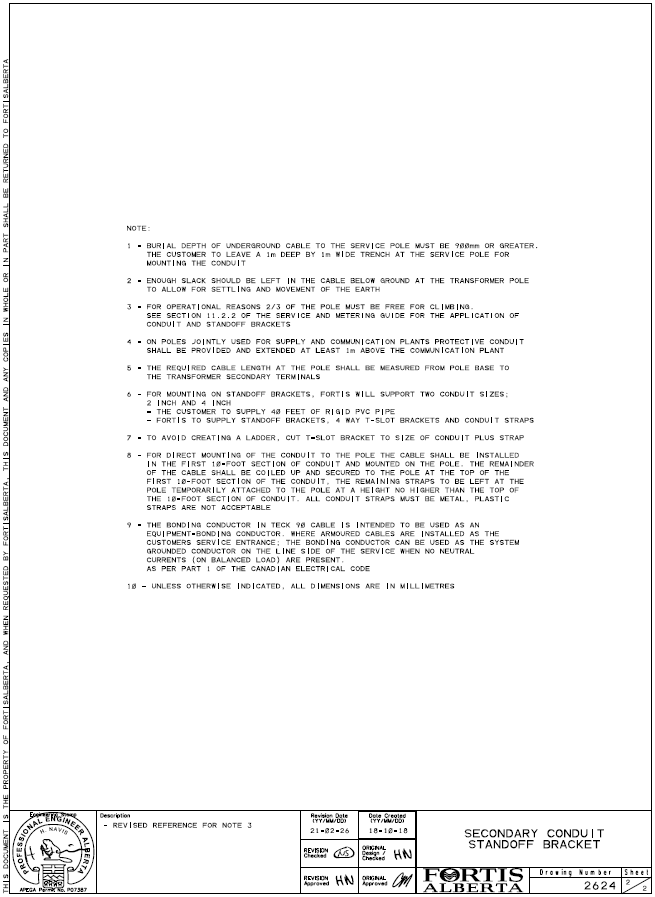 THIS DOCUMENT IS THE PROPERTY OF FORTISALBERTA, AND WHEN REQUESTED BY FORTISALBERTA, THIS DOCUMENT AND ANY COPIES IN WHOLE OR IN PART SHALL BE RETURNED TO FORTISALBERTA
NOTE:
1 - BURIAL DEPTH OF UNDERGROUND CABLE TO THE SERVICE POLE MUST BE 900mm OR GREATER.
THE CUSTOMER TO LEAVE A 1m DEEP BY 1m WIDE TRENCH AT THE SERVICE POLE FOR
MOUNTING THE CONDUIT
2 - ENOUGH SLACK SHOULD BE LEFT IN THE CABLE BELOW GROUND AT THE TRANSFORMER POLE
TO ALLOW FOR SETTLING AND MOVEMENT OF THE EARTH
3 - FOR OPERATIONAL REASONS 2/3 OF THE POLE MUST BE FREE FOR CLIMBING.
SEE SECTION 11.2.2 OF THE SERVICE AND METERING GUIDE FOR THE APPLICATION OF
CONDUIT AND STANDOFF BRACKETS
4 - ON POLES JOINTLY USED FOR SUPPLY AND COMMUNICATION PLANTS PROTECTIVE CONDUIT
SHALL BE PROVIDED AND EXTENDED AT LEAST 1m ABOVE THE COMMUNICATION PLANT
5 - THE REQUIRED CABLE LENGTH AT THE POLE SHALL BE MEASURED FROM POLE BASE TO
THE TRANSFORMER SECONDARY TERMINALS
6 - FOR MOUNTING ON STANDOFF BRACKETS, FORTIS WILL SUPPORT TWO CONDUIT SIZES;
2 INCH AND 4 INCH
- THE CUSTOMER TO SUPPLY 40 FEET OF RIGID PVC PIPE
- FORTIS TO SUPPLY STANDOFF BRACKETS, 4 WAY T-SLOT BRACKETS AND CONDUIT STRAPS
7 - TO AVOID CREATING A LADDER, CUT T-SLOT BRACKET TO SIZE OF CONDUIT PLUS STRAP
8 - FOR DIRECT MOUNTING OF THE CONDUIT TO THE POLE THE CABLE SHALL BE INSTALLED
IN THE FIRST 10-FOOT SECTION OF CONDUIT AND MOUNTED ON THE POLE. THE REMAINDER
OF THE CABLE SHALL BE COILED UP AND SECURED TO THE POLE AT THE TOP OF THE
FIRST 10-FOOT SECTION OF THE CONDUIT, THE REMAINING STRAPS TO BE LEFT AT THE
POLE TEMPORARILY ATTACHED TO THE POLE AT A HEIGHT NO HIGHER THAN THE TOP OF
THE 10-FOOT SECTION OF CONDUIT. ALL CONDUIT STRAPS MUST BE METAL, PLASTIC
STRAPS ARE NOT ACCEPTABLE
9 - THE BONDING CONDUCTOR IN TECK 90 CABLE IS INTENDED TO BE USED AS AN
EQUIPMENT-BONDING CONDUCTOR. WHERE ARMOURED CABLES ARE INSTALLED AS THE
CUSTOMERS SERVICE ENTRANCE; THE BONDING CONDUCTOR CAN BE USED AS THE SYSTEM
GROUNDED CONDUCTOR ON THE LINE SIDE OF THE SERVICE WHEN NO NEUTRAL
CURRENTS (ON BALANCED LOAD) ARE PRESENT.
AS PER PART 1 OF THE CANADIAN ELECTRICAL CODE
10 - UNLESS OTHERWISE INDICATED, ALL DIMENSIONS ARE IN MILLIMETRES
PROFESSIONAL ENGINEER
ALBERTA
H. NAVIS
APEGA Permit No. P07387
Description
- REVISED REFERENCE FOR NOTE 3
Revision Date
(YY/MM/DD)
21-02-26
Date Created
(YY/MM/DD)
18-10-18
REVISION
Checked
NS
ORIGINAL
Design /
Checked
HN
REVISION
Approved
HN
ORIGINAL
Approved
SECONDARY CONDUIT
STANDOFF BRACKET
FORTIS
ALBERTA
Drawing Number
2624
Sheet
2/2